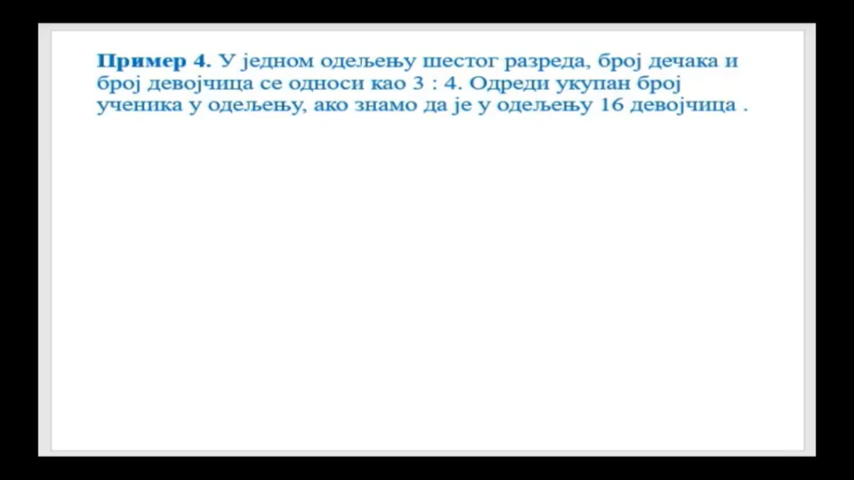 Пример 4. У једном одељењу шестог разреда, број дечака и
број девојчица се односи као 3 : 4. Одреди укупан број
ученика у одељењу, ако знамо да је у одељењу 16 девојчица .